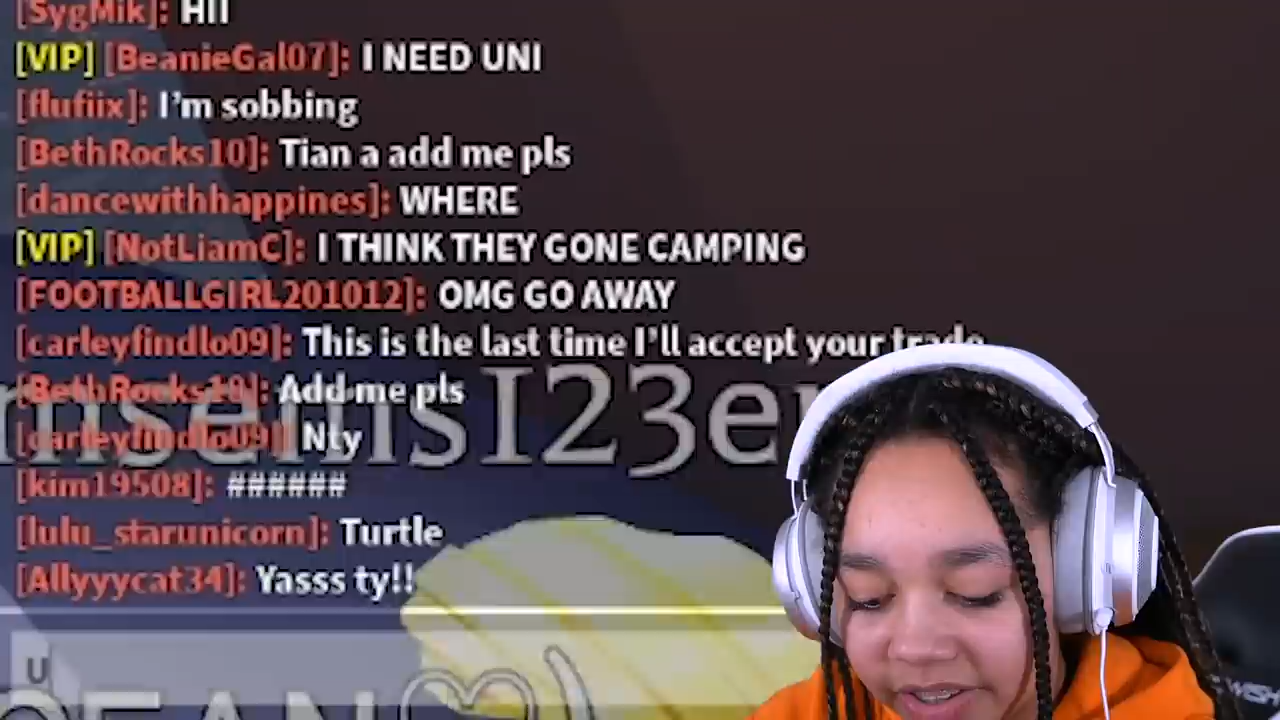 [SygMik]: HII
[VIP] [BeanieGal07]: I NEED UNI
[flufiix]: I'm sobbing
[BethRocks10]: Tian a add me pls
[dancewithhappines]: WHERE
[VIP] [NotLiamC]: I THINK THEY GONE CAMPING
[FOOTBALLGIRL201012]: OMG GO AWAY
[carleyfindlo09]: This is the last time I'll accept your trade
[BethRocks10]: Add me pls
[carleyfindlo09]: Nty
[kim19508]: ######
[lulu_starunicorn]: Turtle
[Allyyycat34]: Yasss ty!!
U